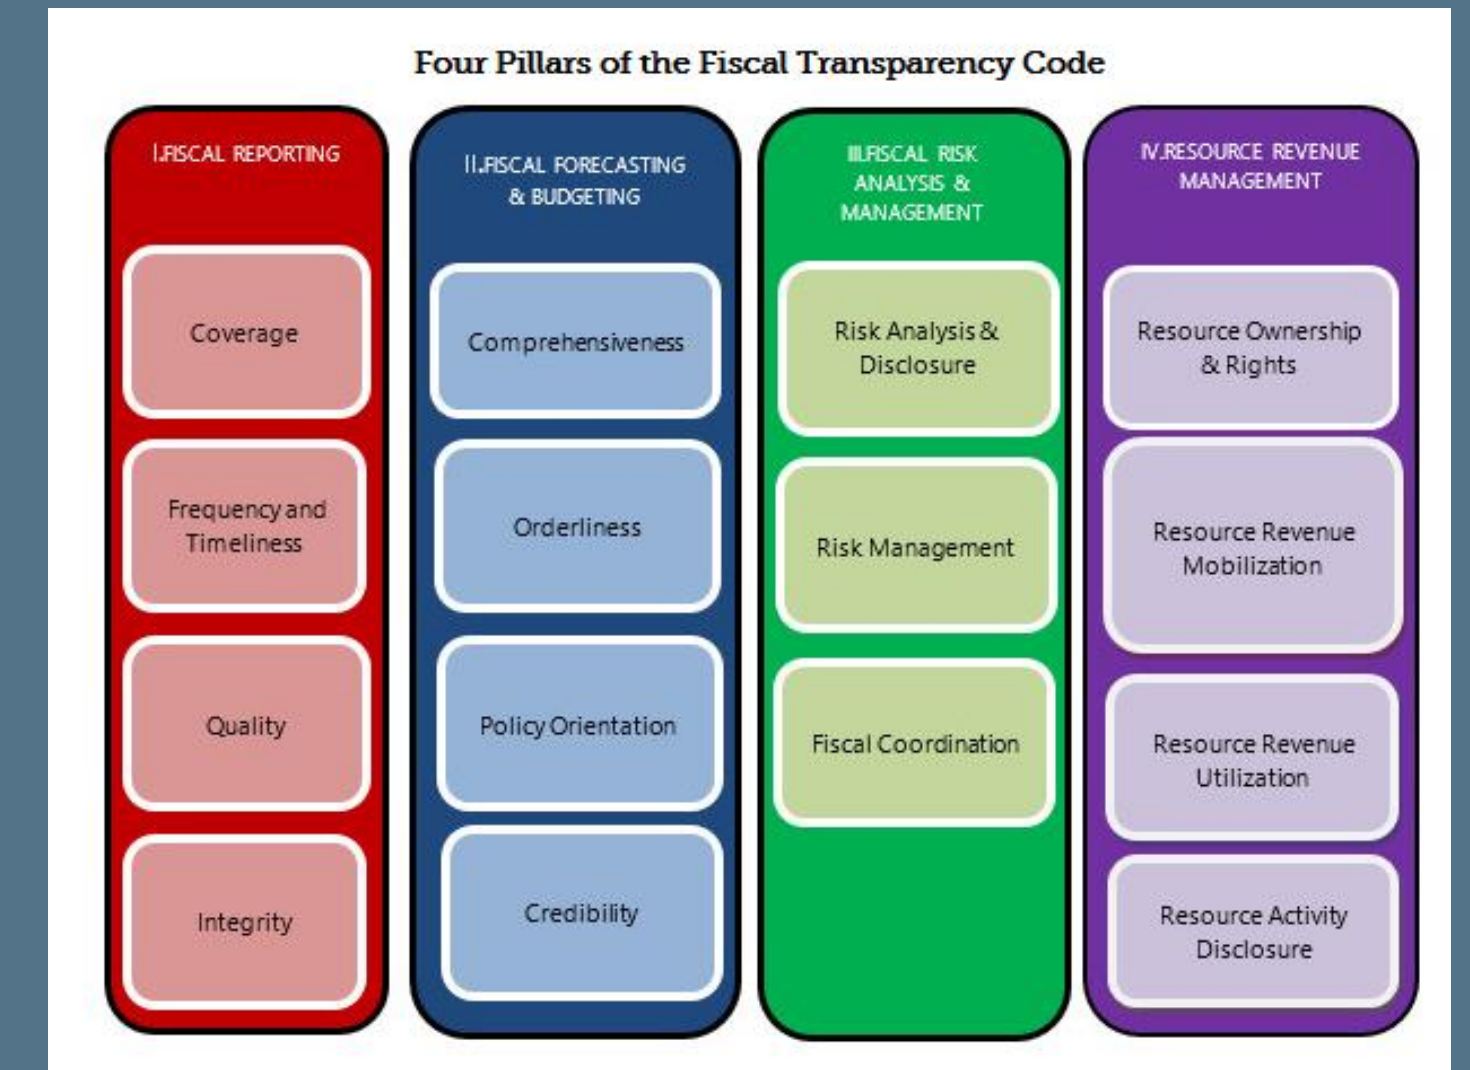 Four Pillars of the Fiscal Transparency Code
I.FISCAL REPORTING
Coverage
Frequency and
Timeliness
Quality
Integrity
II.FISCAL FORECASTING
& BUDGETING
Comprehensiveness
Orderliness
Policy Orientation
Credibility
III.FISCAL RISK
ANALYSIS &
MANAGEMENT
Risk Analysis &
Disclosure
Risk Management
Fiscal Coordination
IV.RESOURCE REVENUE
MANAGEMENT
Resource Ownership
& Rights
Resource Revenue
Mobilization
Resource Revenue
Utilization
Resource Activity
Disclosure